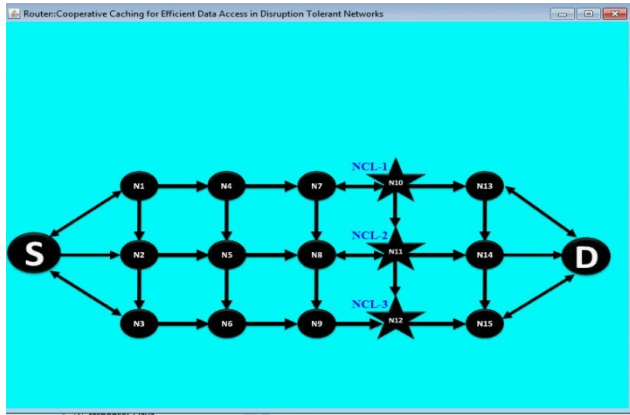 Router::Cooperative Caching for Efficient Data Access in Disruption Tolerant Networks
NCL-1
N1
N4
N7
N10
N13
NCL-2
S
N2
N5
N8
N11
N14
D
NCL-3
N3
N6
N9
N12
N15